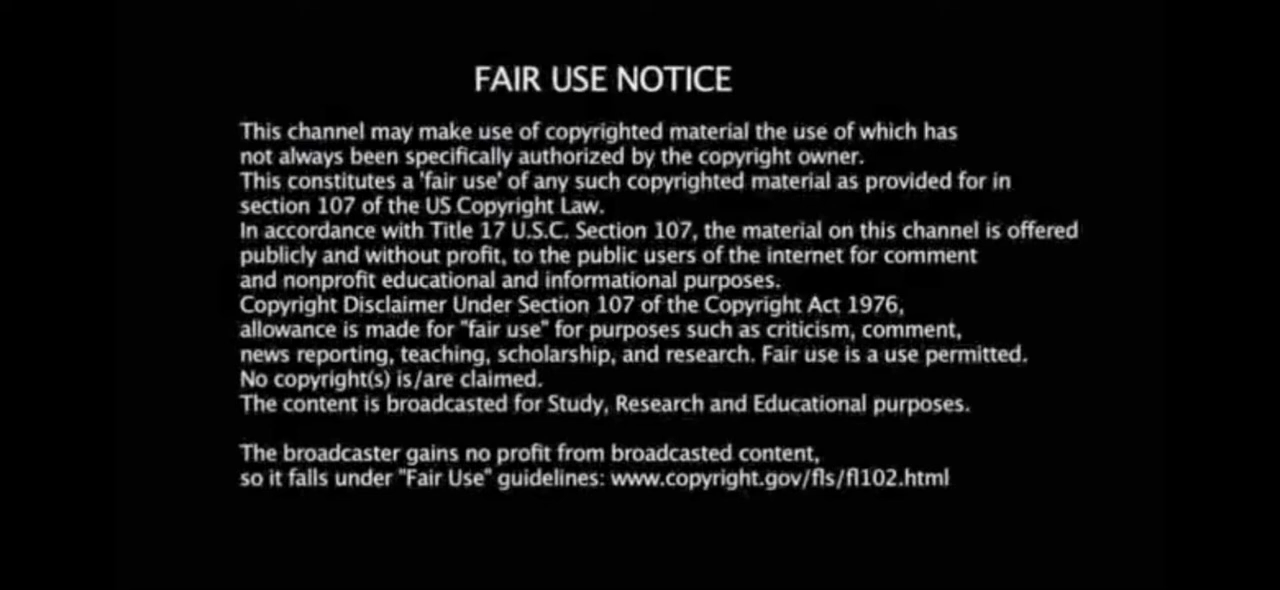 FAIR USE NOTICE
This channel may make use of copyrighted material the use of which has
not always been specifically authorized by the copyright owner.
This constitutes a 'fair use' of any such copyrighted material as provided for in
section 107 of the US Copyright Law.
In accordance with Title 17 U.S.C. Section 107, the material on this channel is offered
publicly and without profit, to the public users of the internet for comment
and nonprofit educational and informational purposes.
Copyright Disclaimer Under Section 107 of the Copyright Act 1976,
allowance is made for "fair use" for purposes such as criticism, comment,
news reporting, teaching, scholarship, and research. Fair use is a use permitted.
No copyright(s) is/are claimed.
The content is broadcasted for Study, Research and Educational purposes.
The broadcaster gains no profit from broadcasted content,
so it falls under "Fair Use" guidelines: www.copyright.gov/fls/fl102.html